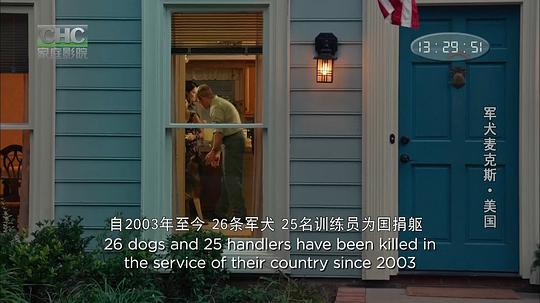 CHC
家庭影院
13:29:51
军犬麦克斯·美国
自2003年至今 26条军犬 25名训练员为国捐躯
26 dogs and 25 handlers have been killed in
the service of their country since 2003